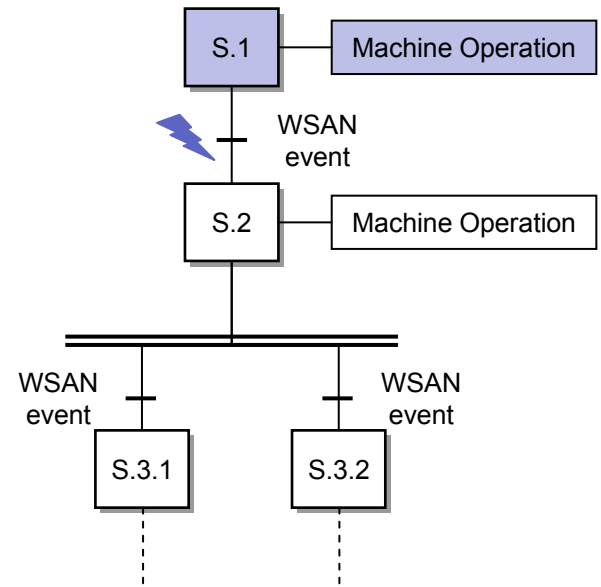 S.1
Machine Operation
WSAN
event
S.2
Machine Operation
WSAN
event
WSAN
event
S.3.1
S.3.2